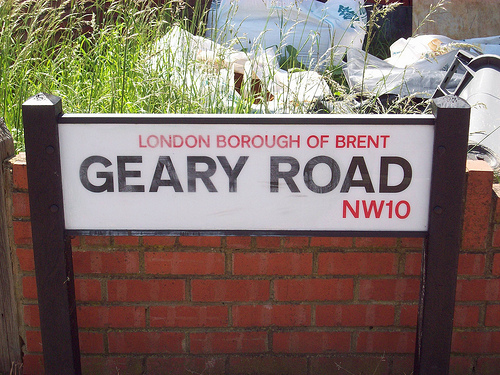 LONDON BOROUGH OF BRENT
GEARY ROAD
NW10